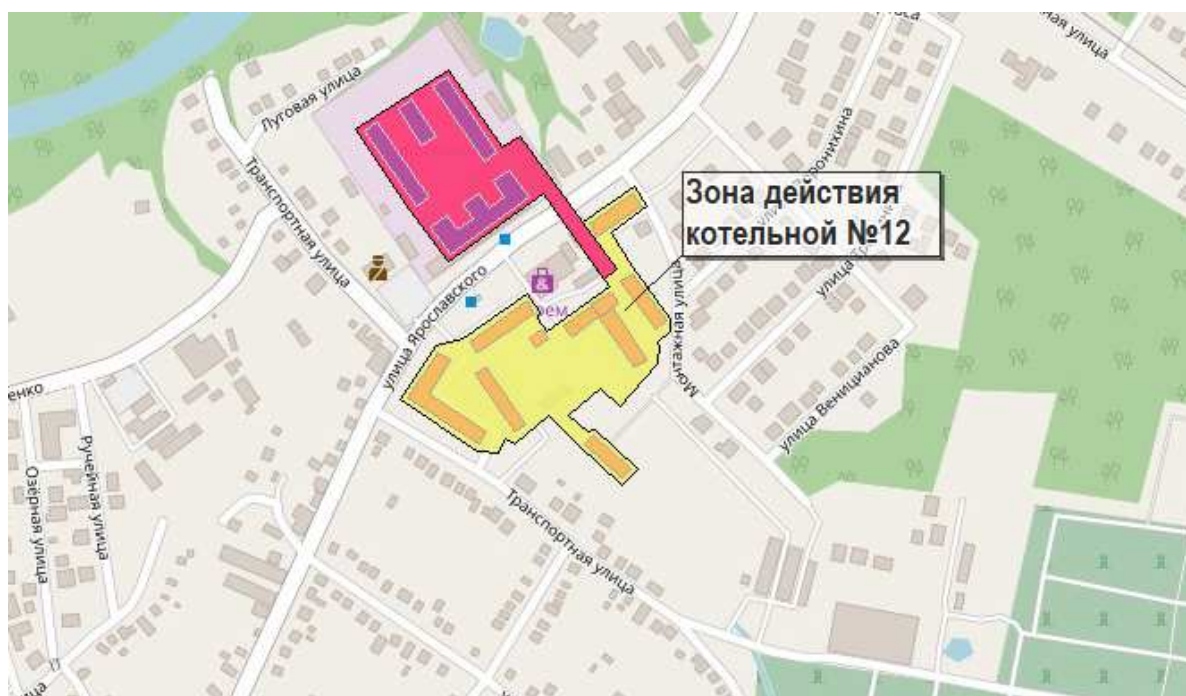 Луговая улица
Транспортная улица
Зона действия
котельной №12
улица Ярославского
Монтажная улица
улица Веницианова
Ручейная улица
Озёрная улица
Транспортная улица